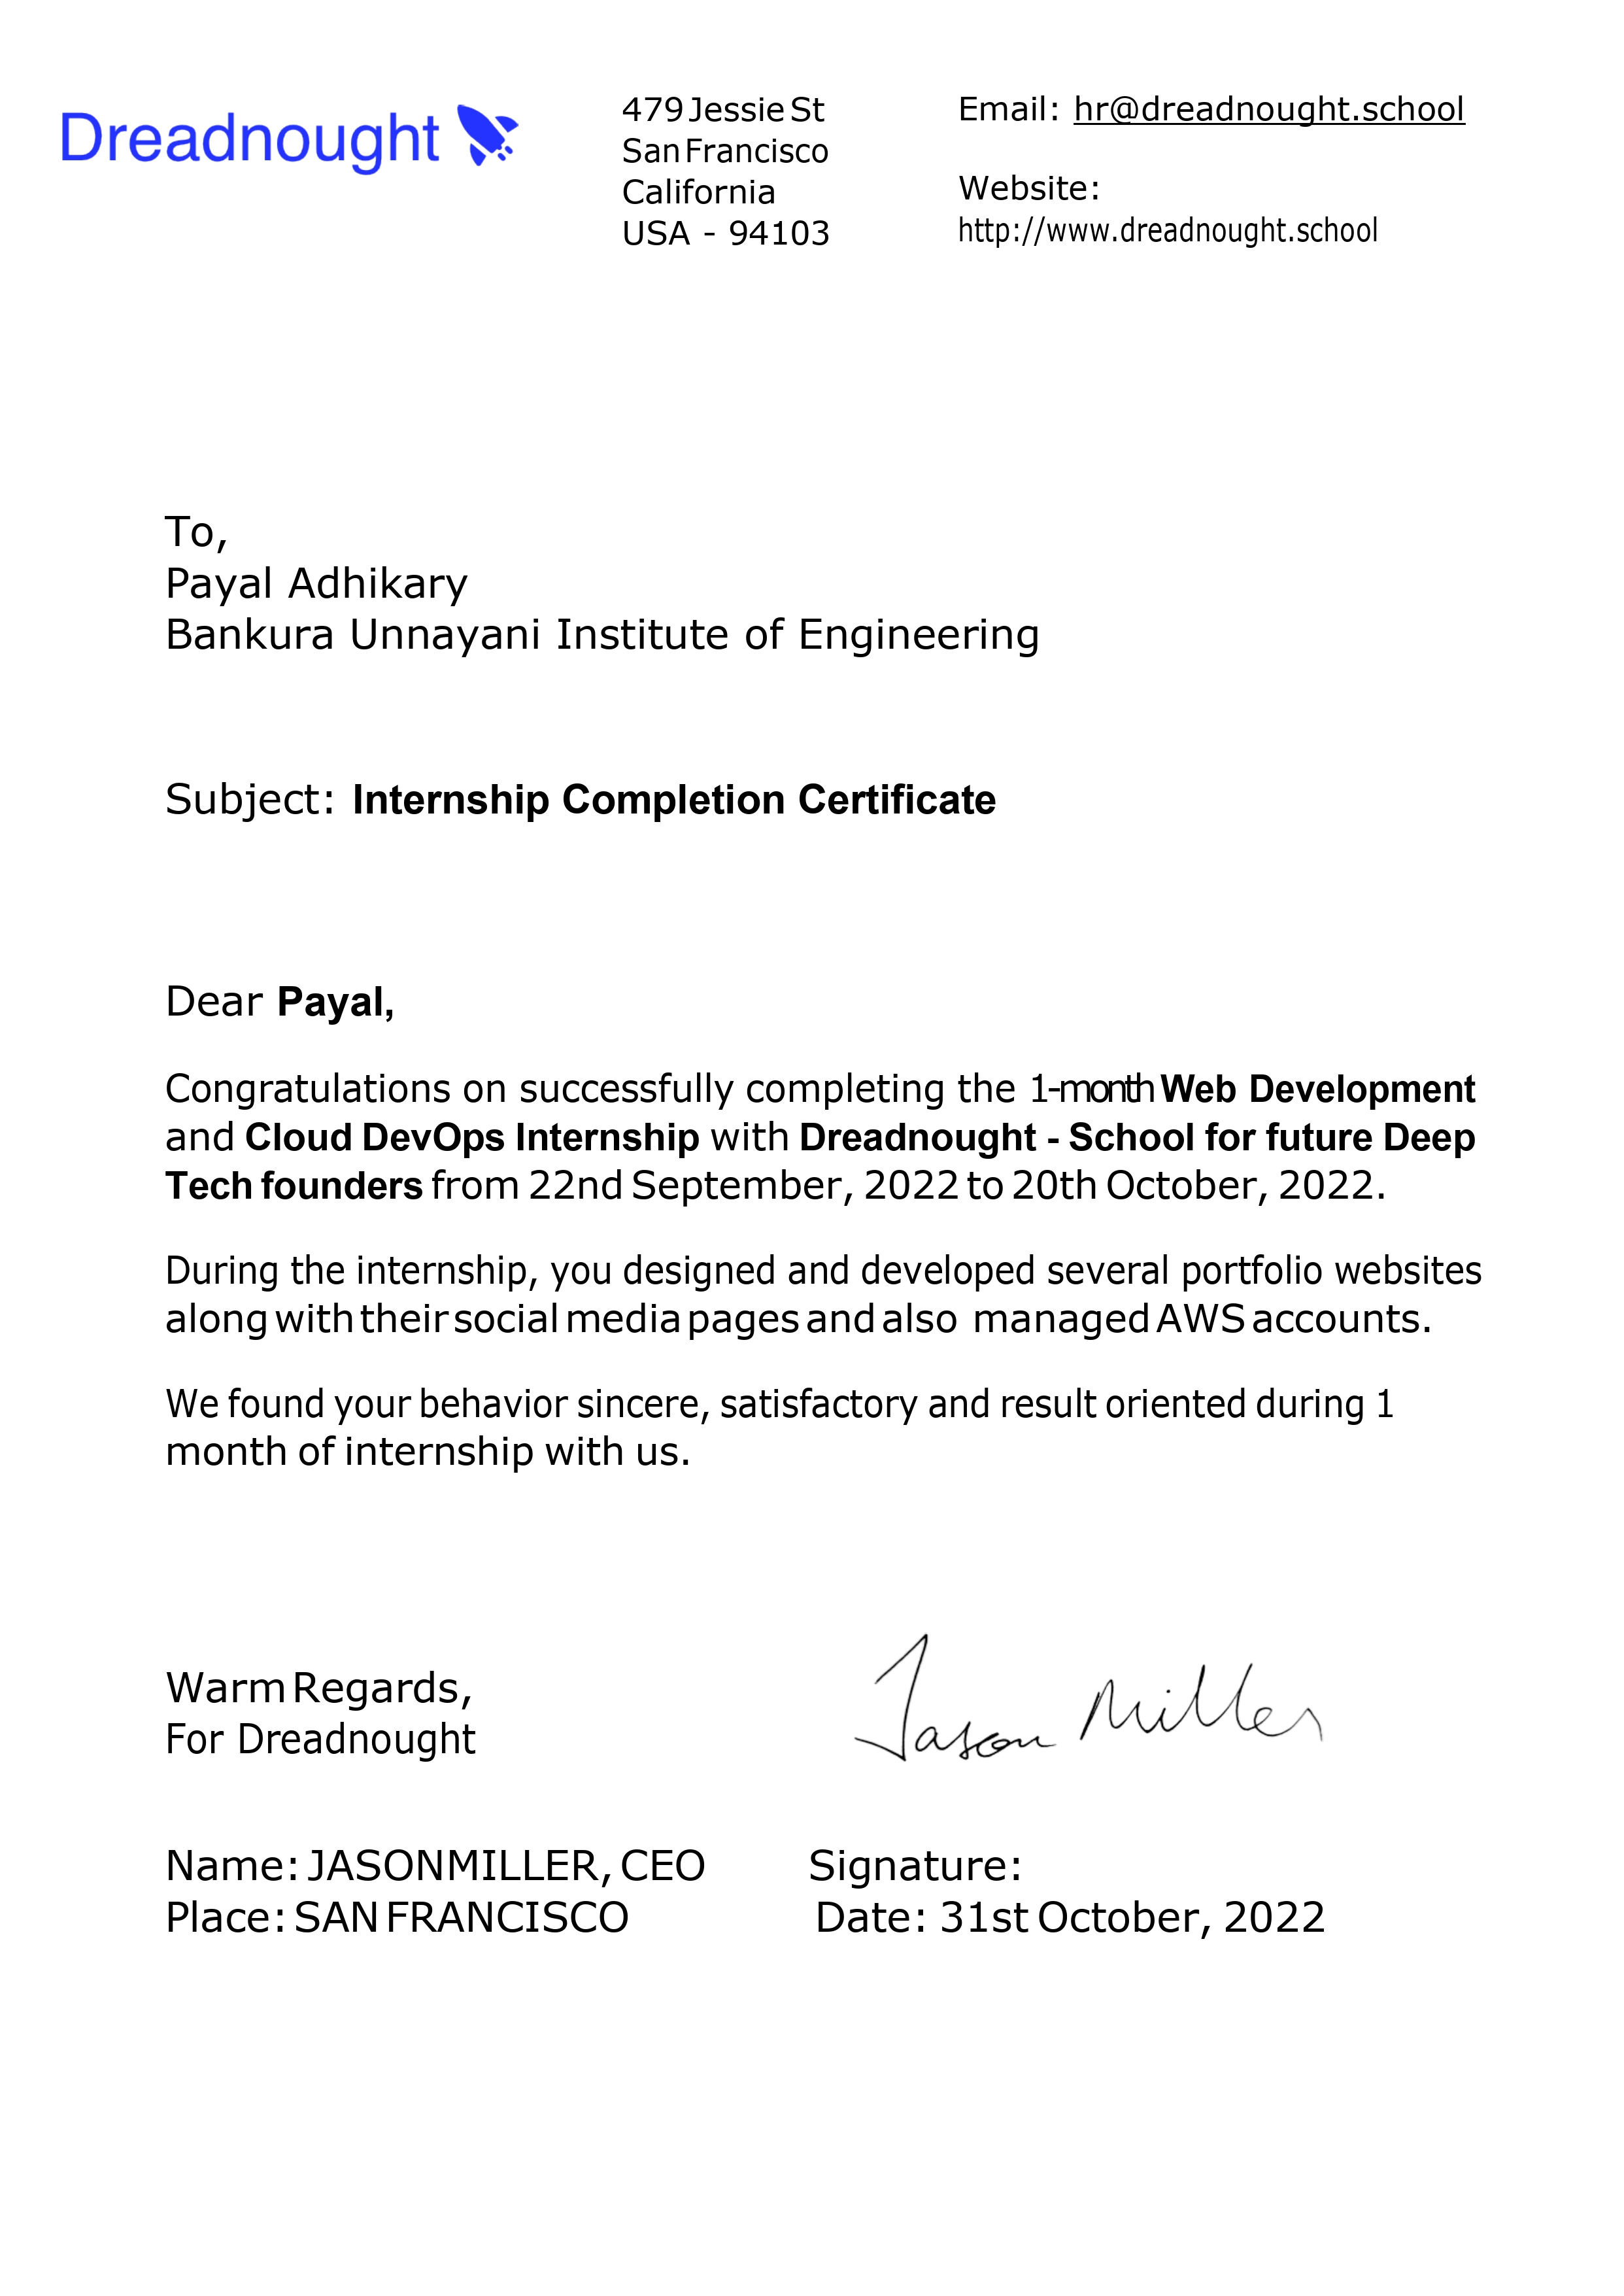 Dreadnought
479 Jessie St
San Francisco
California
USA - 94103
Email: hr@dreadnought.school
Website:
http://www.dreadnought.school
To,
Payal Adhikary
Bankura Unnayani Institute of Engineering
Subject: Internship Completion Certificate
Dear Payal,
Congratulations on successfully completing the 1-month Web Development
and Cloud DevOps Internship with Dreadnought - School for future Deep
Tech founders from 22nd September, 2022 to 20th October, 2022.
During the internship, you designed and developed several portfolio websites
along with their social media pages and also managed AWS accounts.
We found your behavior sincere, satisfactory and result oriented during 1
month of internship with us.
Warm Regards,
For Dreadnought
Jason Miller
Name: JASON MILLER, CEO
Signature:
Place: SAN FRANCISCO
Date: 31st October, 2022